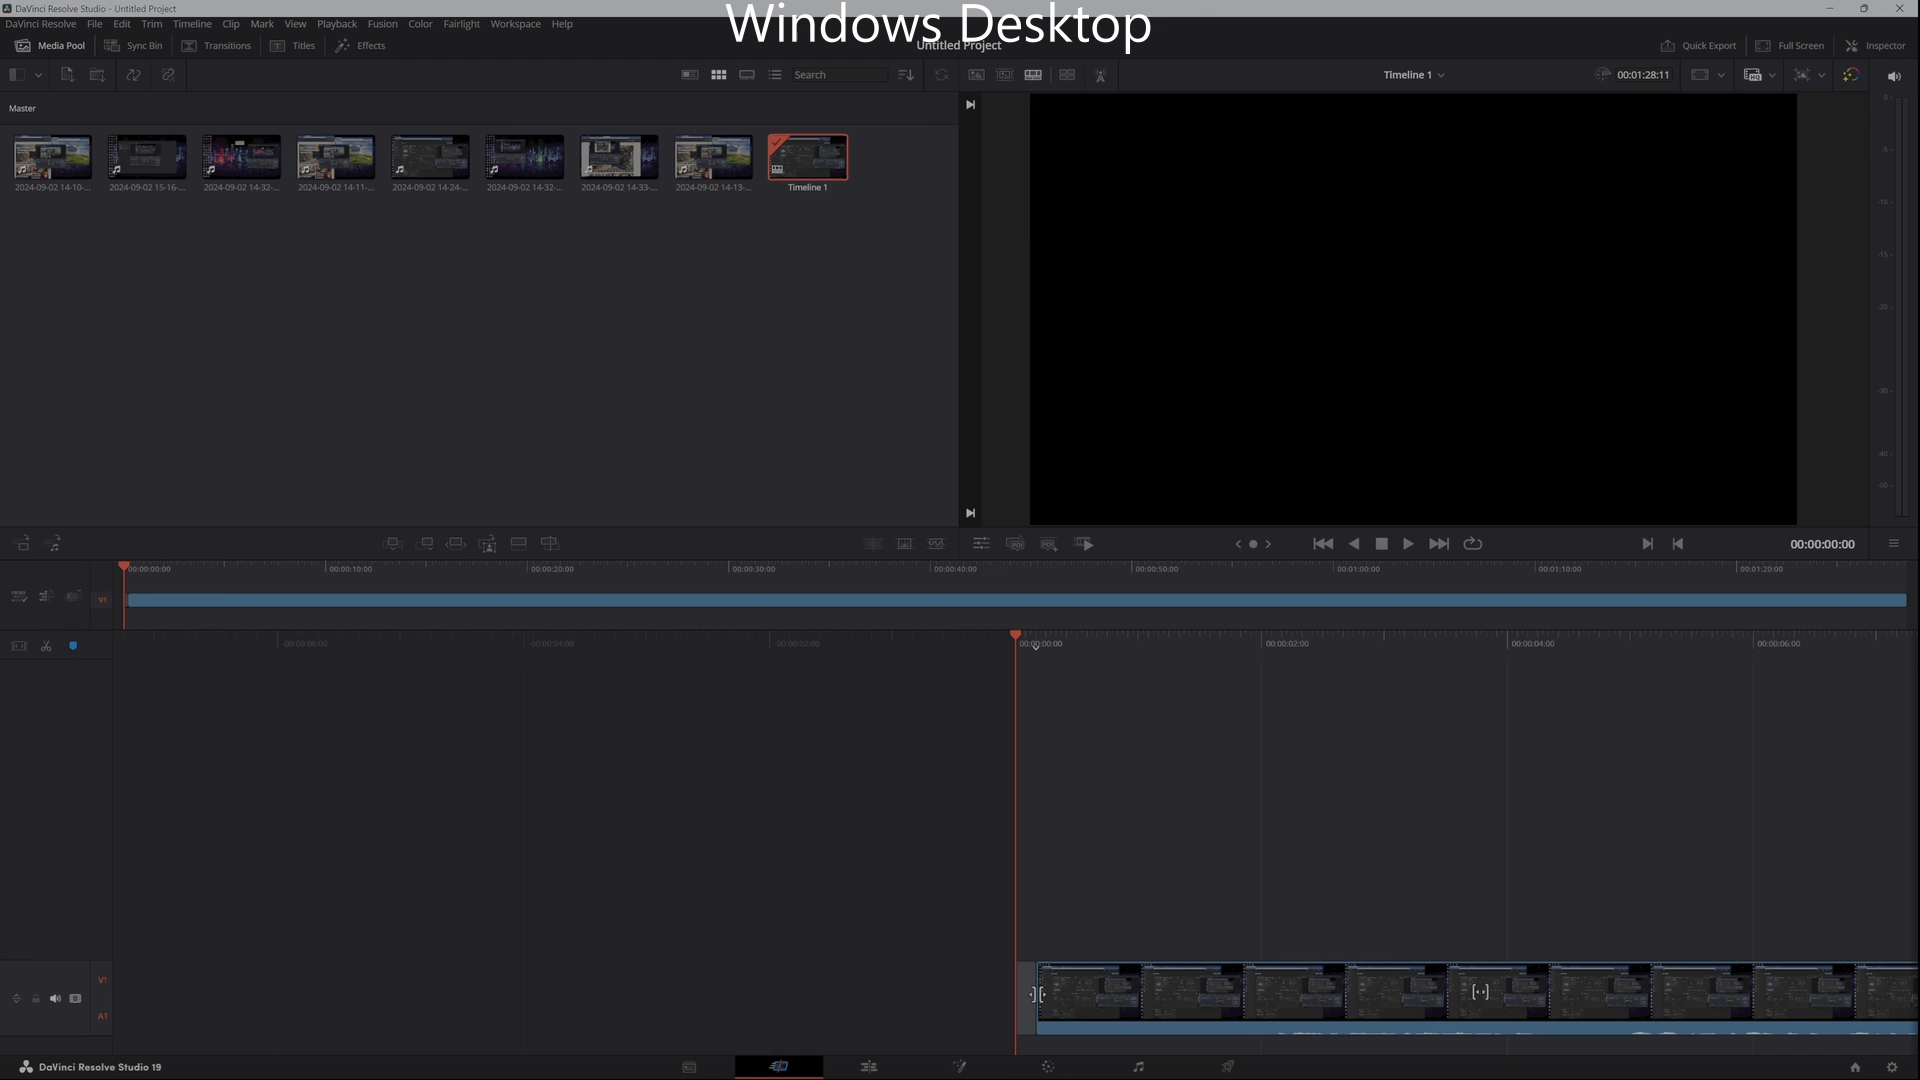 DaVinci Resolve Studio - Untitled Project
Windows Desktop
DaVinci Resolve File Edit Trim Timeline Clip Mark View Playback Fusion Color Fairlight Workspace Help
Media Pool Sync Bin Transitions Titles Effects Untitled Project Quick Export Full Screen Inspector
Search Timeline 1 00:01:28:11
Master
2024-09-02 14-10-... 2024-09-02 15-16-... 2024-09-02 14-32-... 2024-09-02 14-11-... 2024-09-02 14-24-... 2024-09-02 14-32-... 2024-09-02 14-33-... 2024-09-02 14-13-... Timeline 1
0
-5
-10
-15
-20
-30
-40
-50
00:00:00:00
00:00:00:00 00:00:10:00 00:00:20:00 00:00:30:00 00:00:40:00 00:00:50:00 00:01:00:00 00:01:10:00 00:01:20:00
V1
-00:00:06:00 -00:00:04:00 -00:00:02:00 00:00:00:00 00:00:02:00 00:00:04:00 00:00:06:00
V1
A1
DaVinci Resolve Studio 19